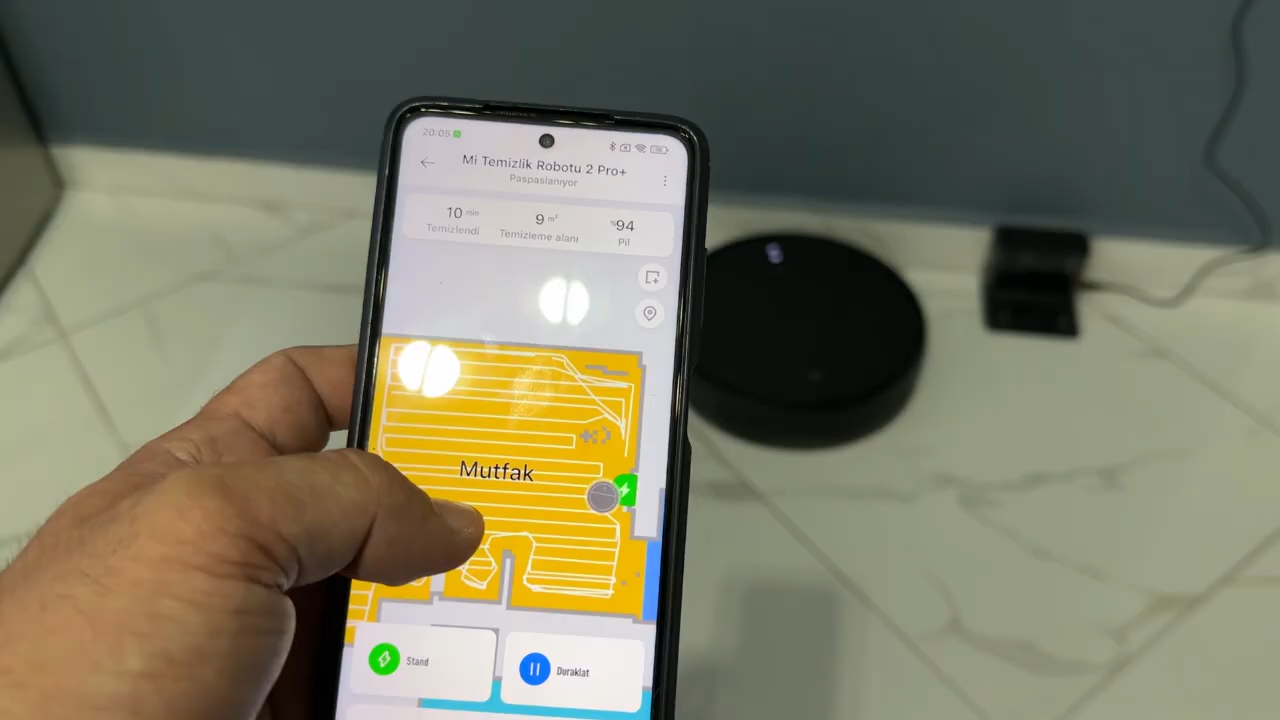 20:05
Mi Temizlik Robotu 2 Pro+
Paspaslanıyor
10 min
9 m²
%94
Temizlendi
Temizleme alanı
Pil
Mutfak
Stand
Duraklat